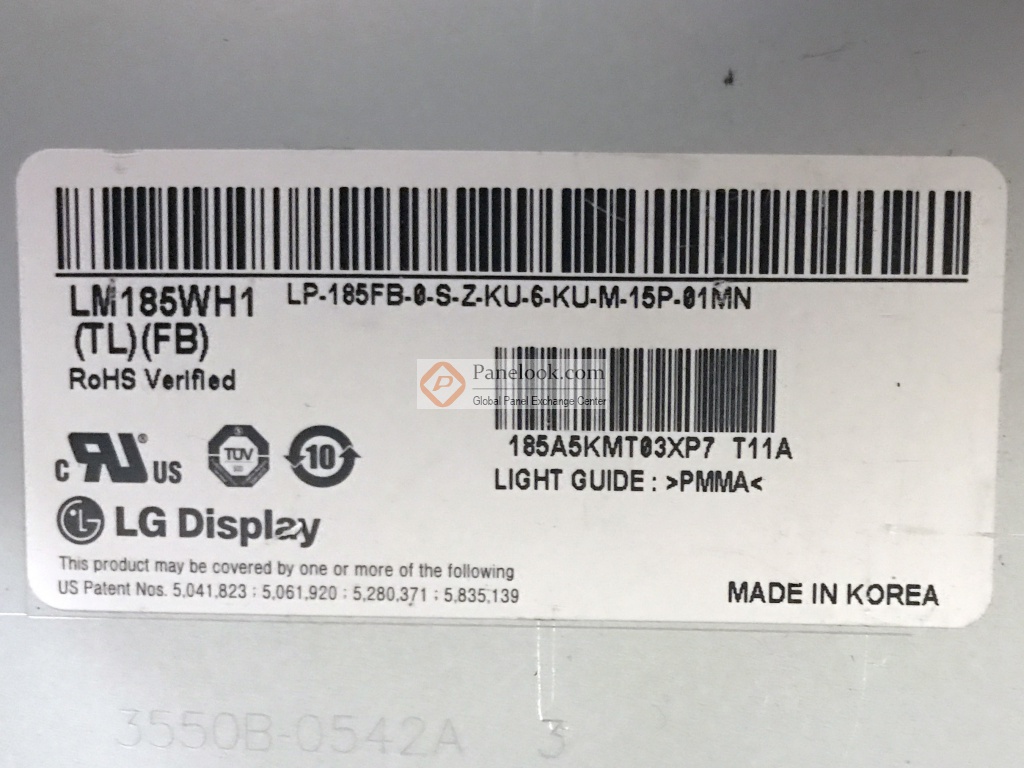 LM185WH1 LP-185FB-0-S-Z-KU-6-KU-M-15P-01MN
(TL)(FB)
RoHS Verified
Panelook.com
Global Panel Exchange Center
185A5KMT03XP7 T11A
LIGHT GUIDE : >PMMA<
c RU US TÜV 10
LG Display
This product may be covered by one or more of the following
US Patent Nos. 5,041,823 ; 5,061,920 ; 5,280,371 ; 5,835,139
MADE IN KOREA
3550B-0542A 3